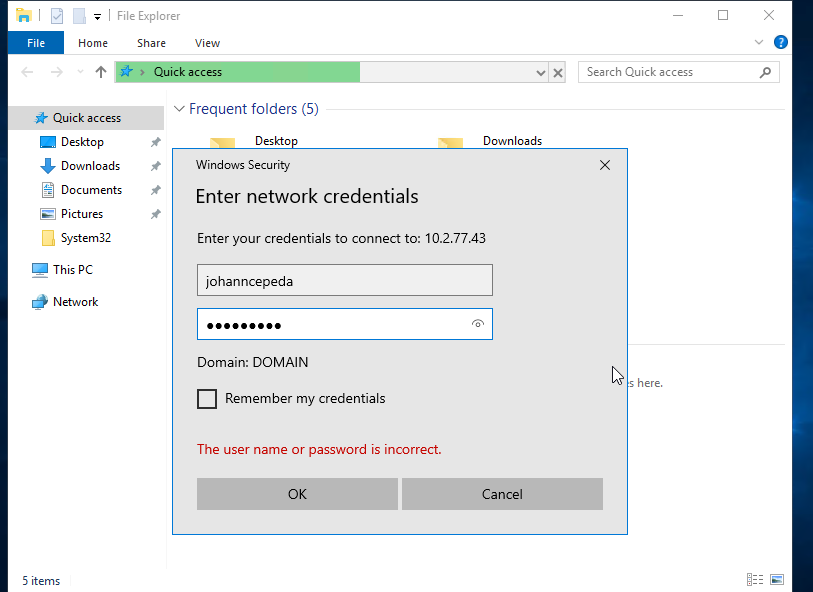 File Explorer
File Home Share View
Quick access
Search Quick access
Quick access
Desktop
Downloads
Documents
Pictures
System32
This PC
Network
Frequent folders (5)
Desktop
Downloads
s here.
Windows Security
Enter network credentials
Enter your credentials to connect to: 10.2.77.43
johanncepeda
●●●●●●●●●
Domain: DOMAIN
Remember my credentials
The user name or password is incorrect.
OK Cancel
5 items